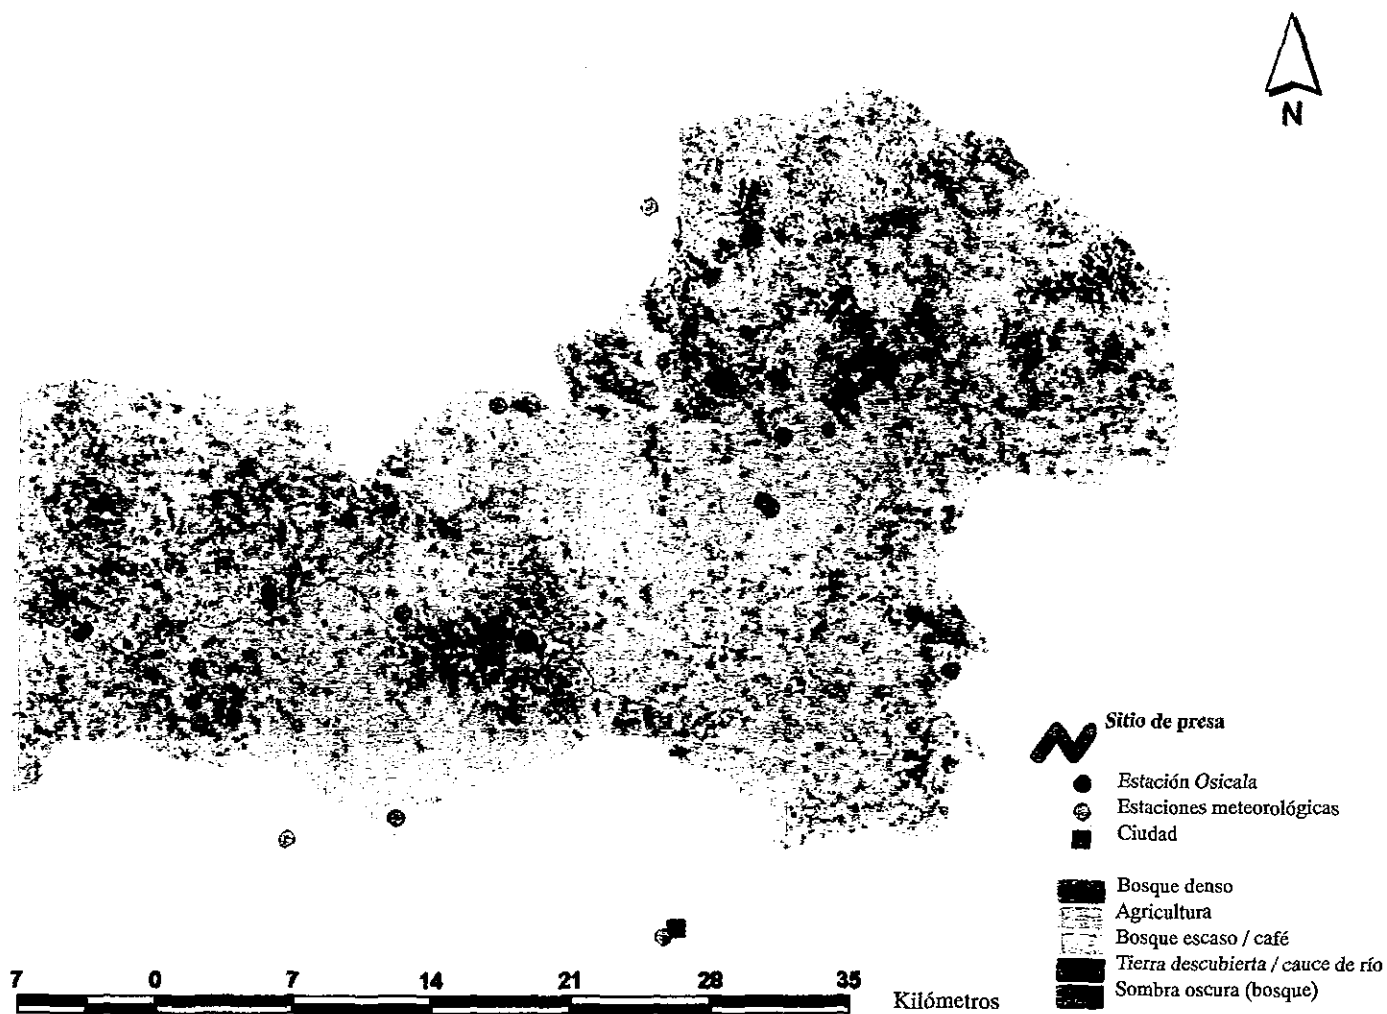 N
Sitio de presa
Estación Osicala
Estaciones meteorológicas
Ciudad
Bosque denso
Agricultura
Bosque escaso / café
Tierra descubierta / cauce de río
Sombra oscura (bosque)
7 0 7 14 21 28 35
Kilómetros